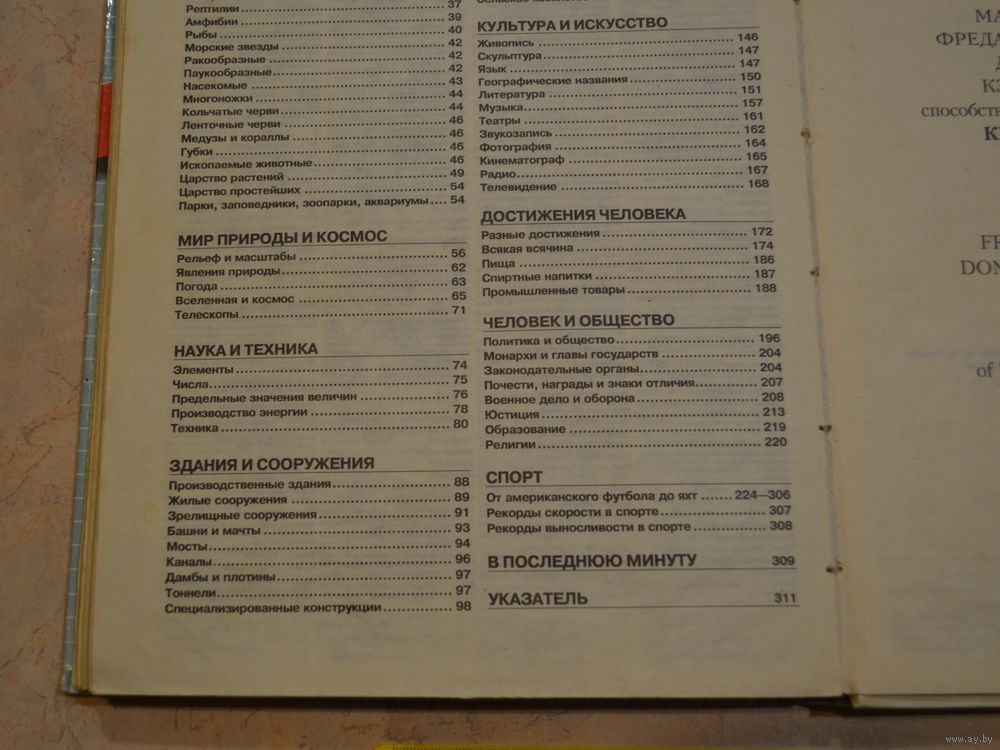 Рептилии 37
Амфибии 39
Рыбы 40
Морские звезды 42
Ракообразные 42
Паукообразные 42
Насекомые 43
Многоножки 44
Кольчатые черви 44
Ленточные черви 46
Медузы и кораллы 46
Губки 46
Ископаемые животные 46
Царство растений 49
Царство простейших 54
Парки, заповедники, зоопарки, аквариумы 54
МИР ПРИРОДЫ И КОСМОС
Рельеф и масштабы 56
Явления природы 62
Погода 63
Вселенная и космос 65
Телескопы 71
НАУКА И ТЕХНИКА
Элементы 74
Числа 75
Предельные значения величин 76
Производство энергии 78
Техника 80
ЗДАНИЯ И СООРУЖЕНИЯ
Производственные здания 88
Жилые сооружения 89
Зрелищные сооружения 91
Башни и мачты 93
Мосты 94
Каналы 96
Дамбы и плотины 97
Тоннели 97
Специализированные конструкции 98
КУЛЬТУРА И ИСКУССТВО
Живопись 146
Скульптура 147
Язык 147
Географические названия 150
Литература 151
Музыка 157
Театры 161
Звукозапись 162
Фотография 164
Кинематограф 165
Радио 167
Телевидение 168
ДОСТИЖЕНИЯ ЧЕЛОВЕКА
Разные достижения 172
Всякая всячина 174
Пища 186
Спиртные напитки 187
Промышленные товары 188
ЧЕЛОВЕК И ОБЩЕСТВО
Политика и общество 196
Монархи и главы государств 204
Законодательные органы 204
Почести, награды и знаки отличия 207
Военное дело и оборона 208
Юстиция 213
Образование 219
Религии 220
СПОРТ
От американского футбола до яхт 224—306
Рекорды скорости в спорте 307
Рекорды выносливости в спорте 308
В ПОСЛЕДНЮЮ МИНУТУ 309
УКАЗАТЕЛЬ 311
МА
ФРЕДА
способств
FR
DON
of
www.ay.by